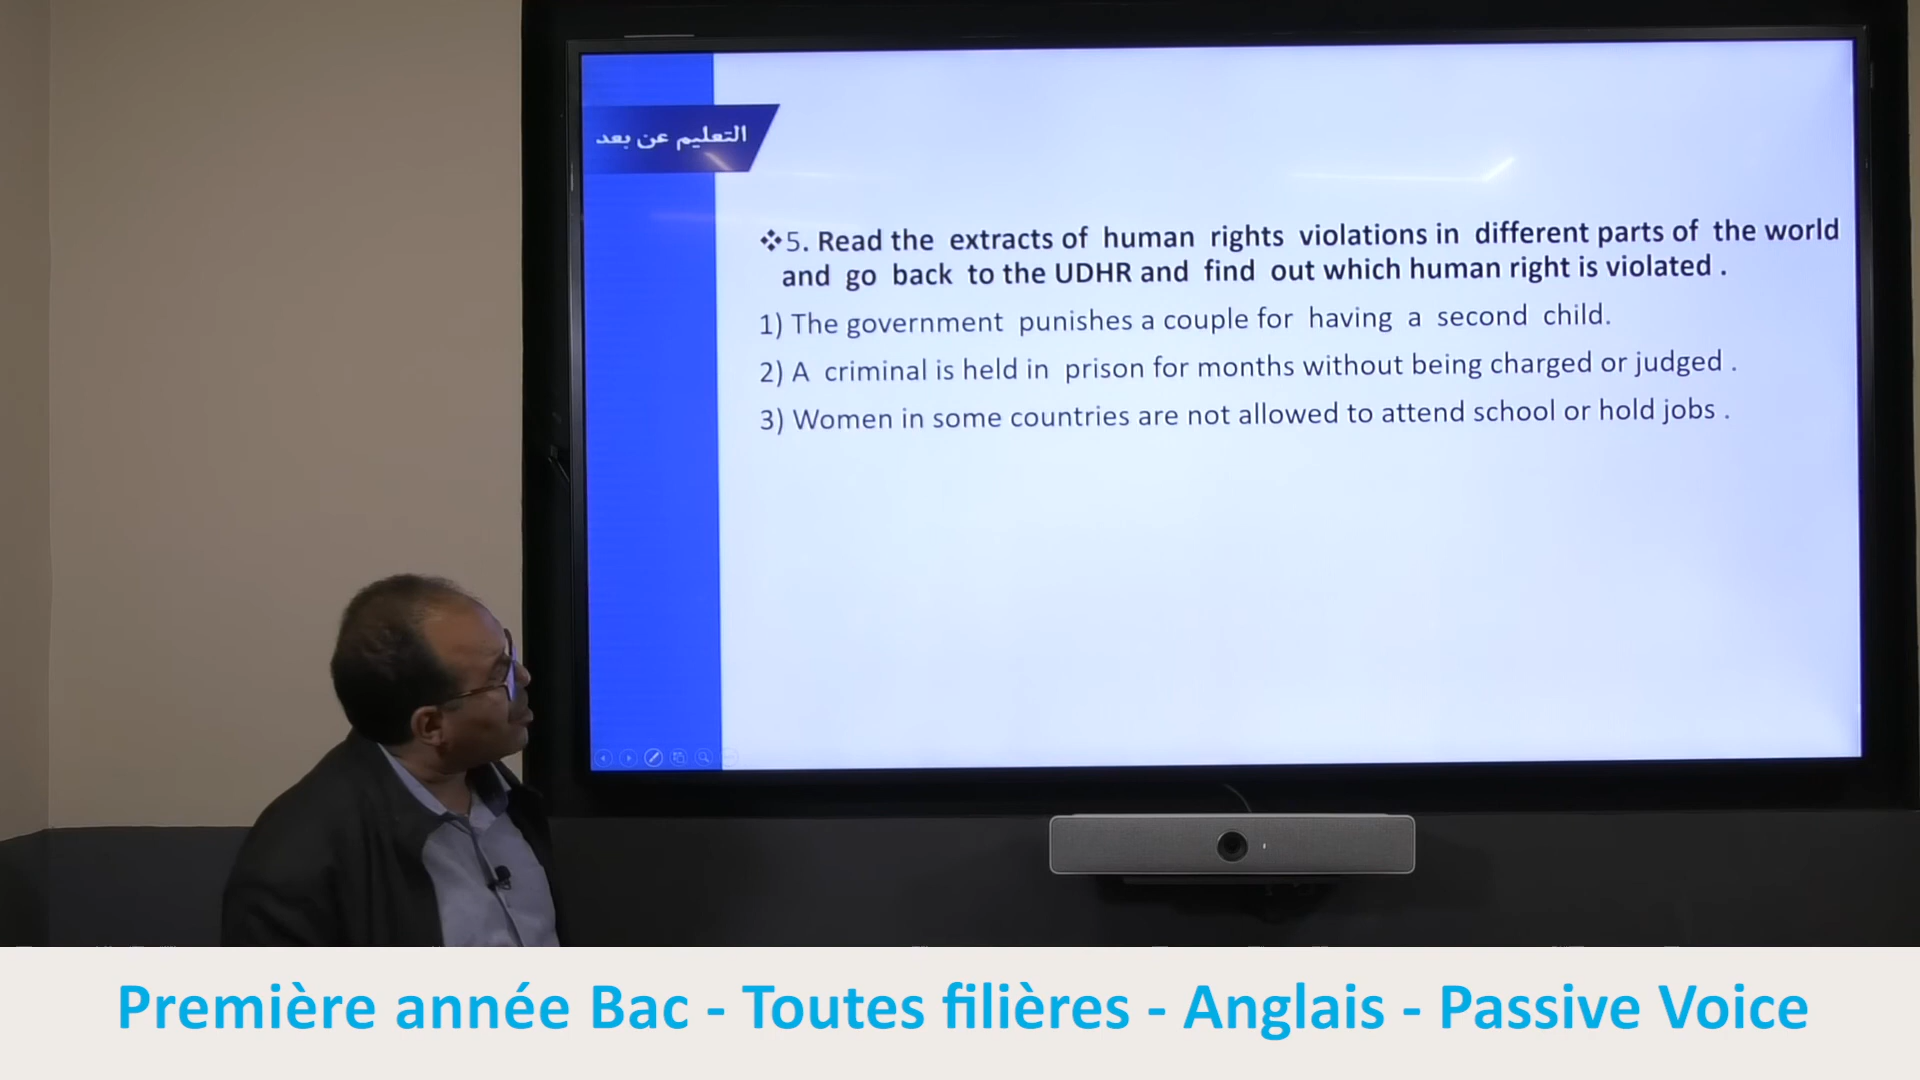 التعليم عن بعد
❖5. Read the extracts of human rights violations in different parts of the world
and go back to the UDHR and find out which human right is violated .
1) The government punishes a couple for having a second child.
2) A criminal is held in prison for months without being charged or judged .
3) Women in some countries are not allowed to attend school or hold jobs .
Première année Bac - Toutes filières - Anglais - Passive Voice